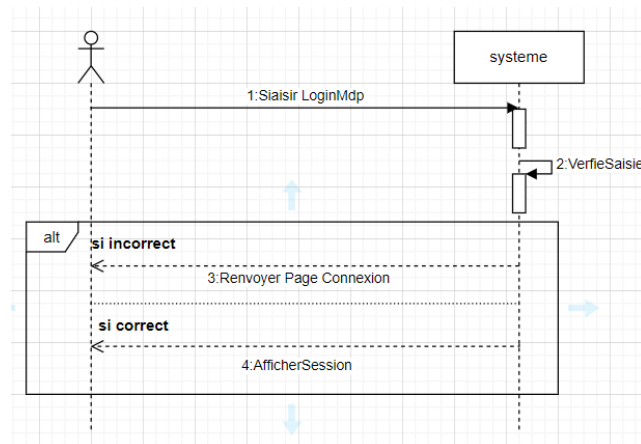 systeme
1:Siaisir LoginMdp
2:VerfieSaisie
alt
si incorrect
3:Renvoyer Page Connexion
si correct
4:AfficherSession